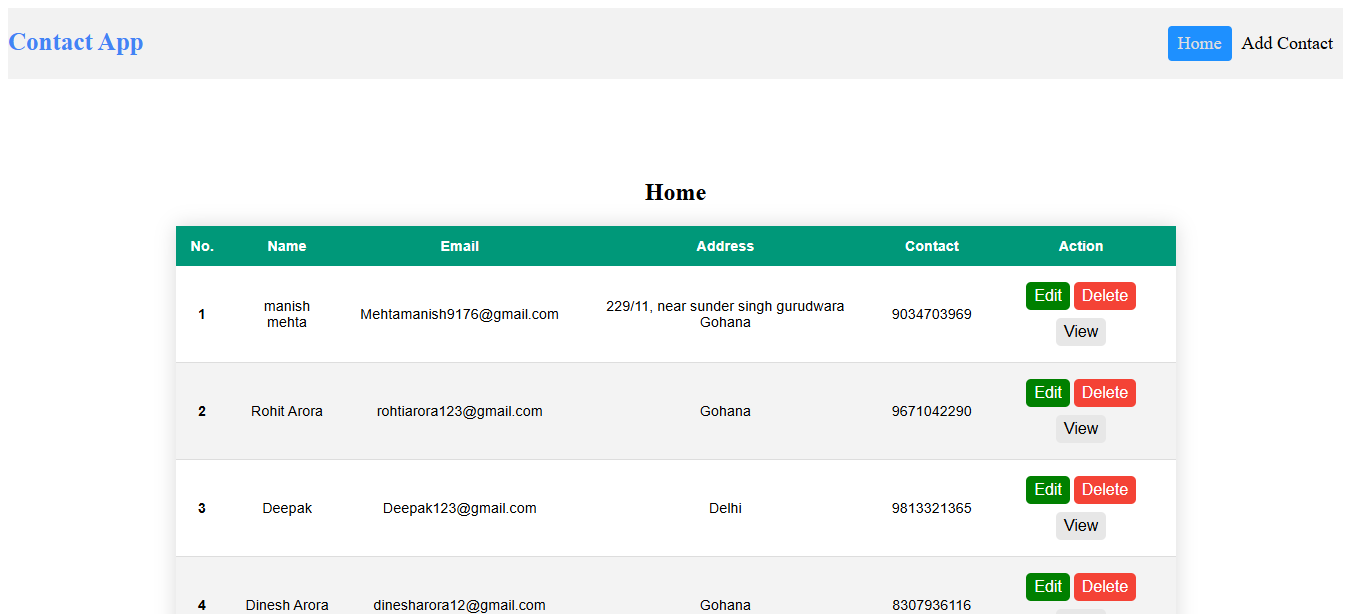 Contact App
Home Add Contact
Home
No. Name Email Address Contact Action
1 manish mehta Mehtamanish9176@gmail.com 229/11, near sunder singh gurudwara Gohana 9034703969 Edit Delete View
2 Rohit Arora rohtiarora123@gmail.com Gohana 9671042290 Edit Delete View
3 Deepak Deepak123@gmail.com Delhi 9813321365 Edit Delete View
4 Dinesh Arora dinesharora12@gmail.com Gohana 8307936116 Edit Delete